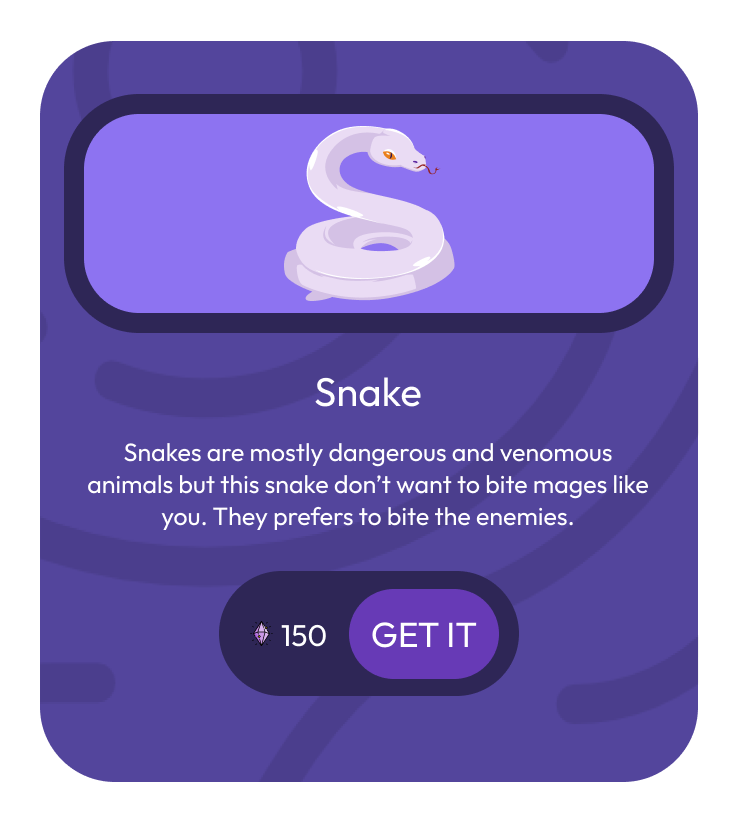 Snake
Snakes are mostly dangerous and venomous
animals but this snake don’t want to bite mages like
you. They prefers to bite the enemies.
150 GET IT